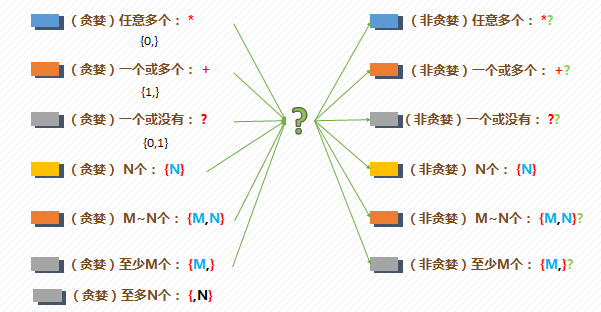 （贪婪）任意多个： *
{0,}
（贪婪）一个或多个： +
{1,}
（贪婪）一个或没有： ?
{0,1}
（贪婪） N个： {N}
（贪婪） M~N个： {M,N}
（贪婪）至少M个： {M,}
（贪婪）至多N个： {,N}
?
（非贪婪）任意多个： *?
（非贪婪）一个或多个： +?
（非贪婪）一个或没有： ??
（非贪婪） N个： {N}
（非贪婪） M~N个： {M,N}?
（非贪婪）至少M个： {M,}?